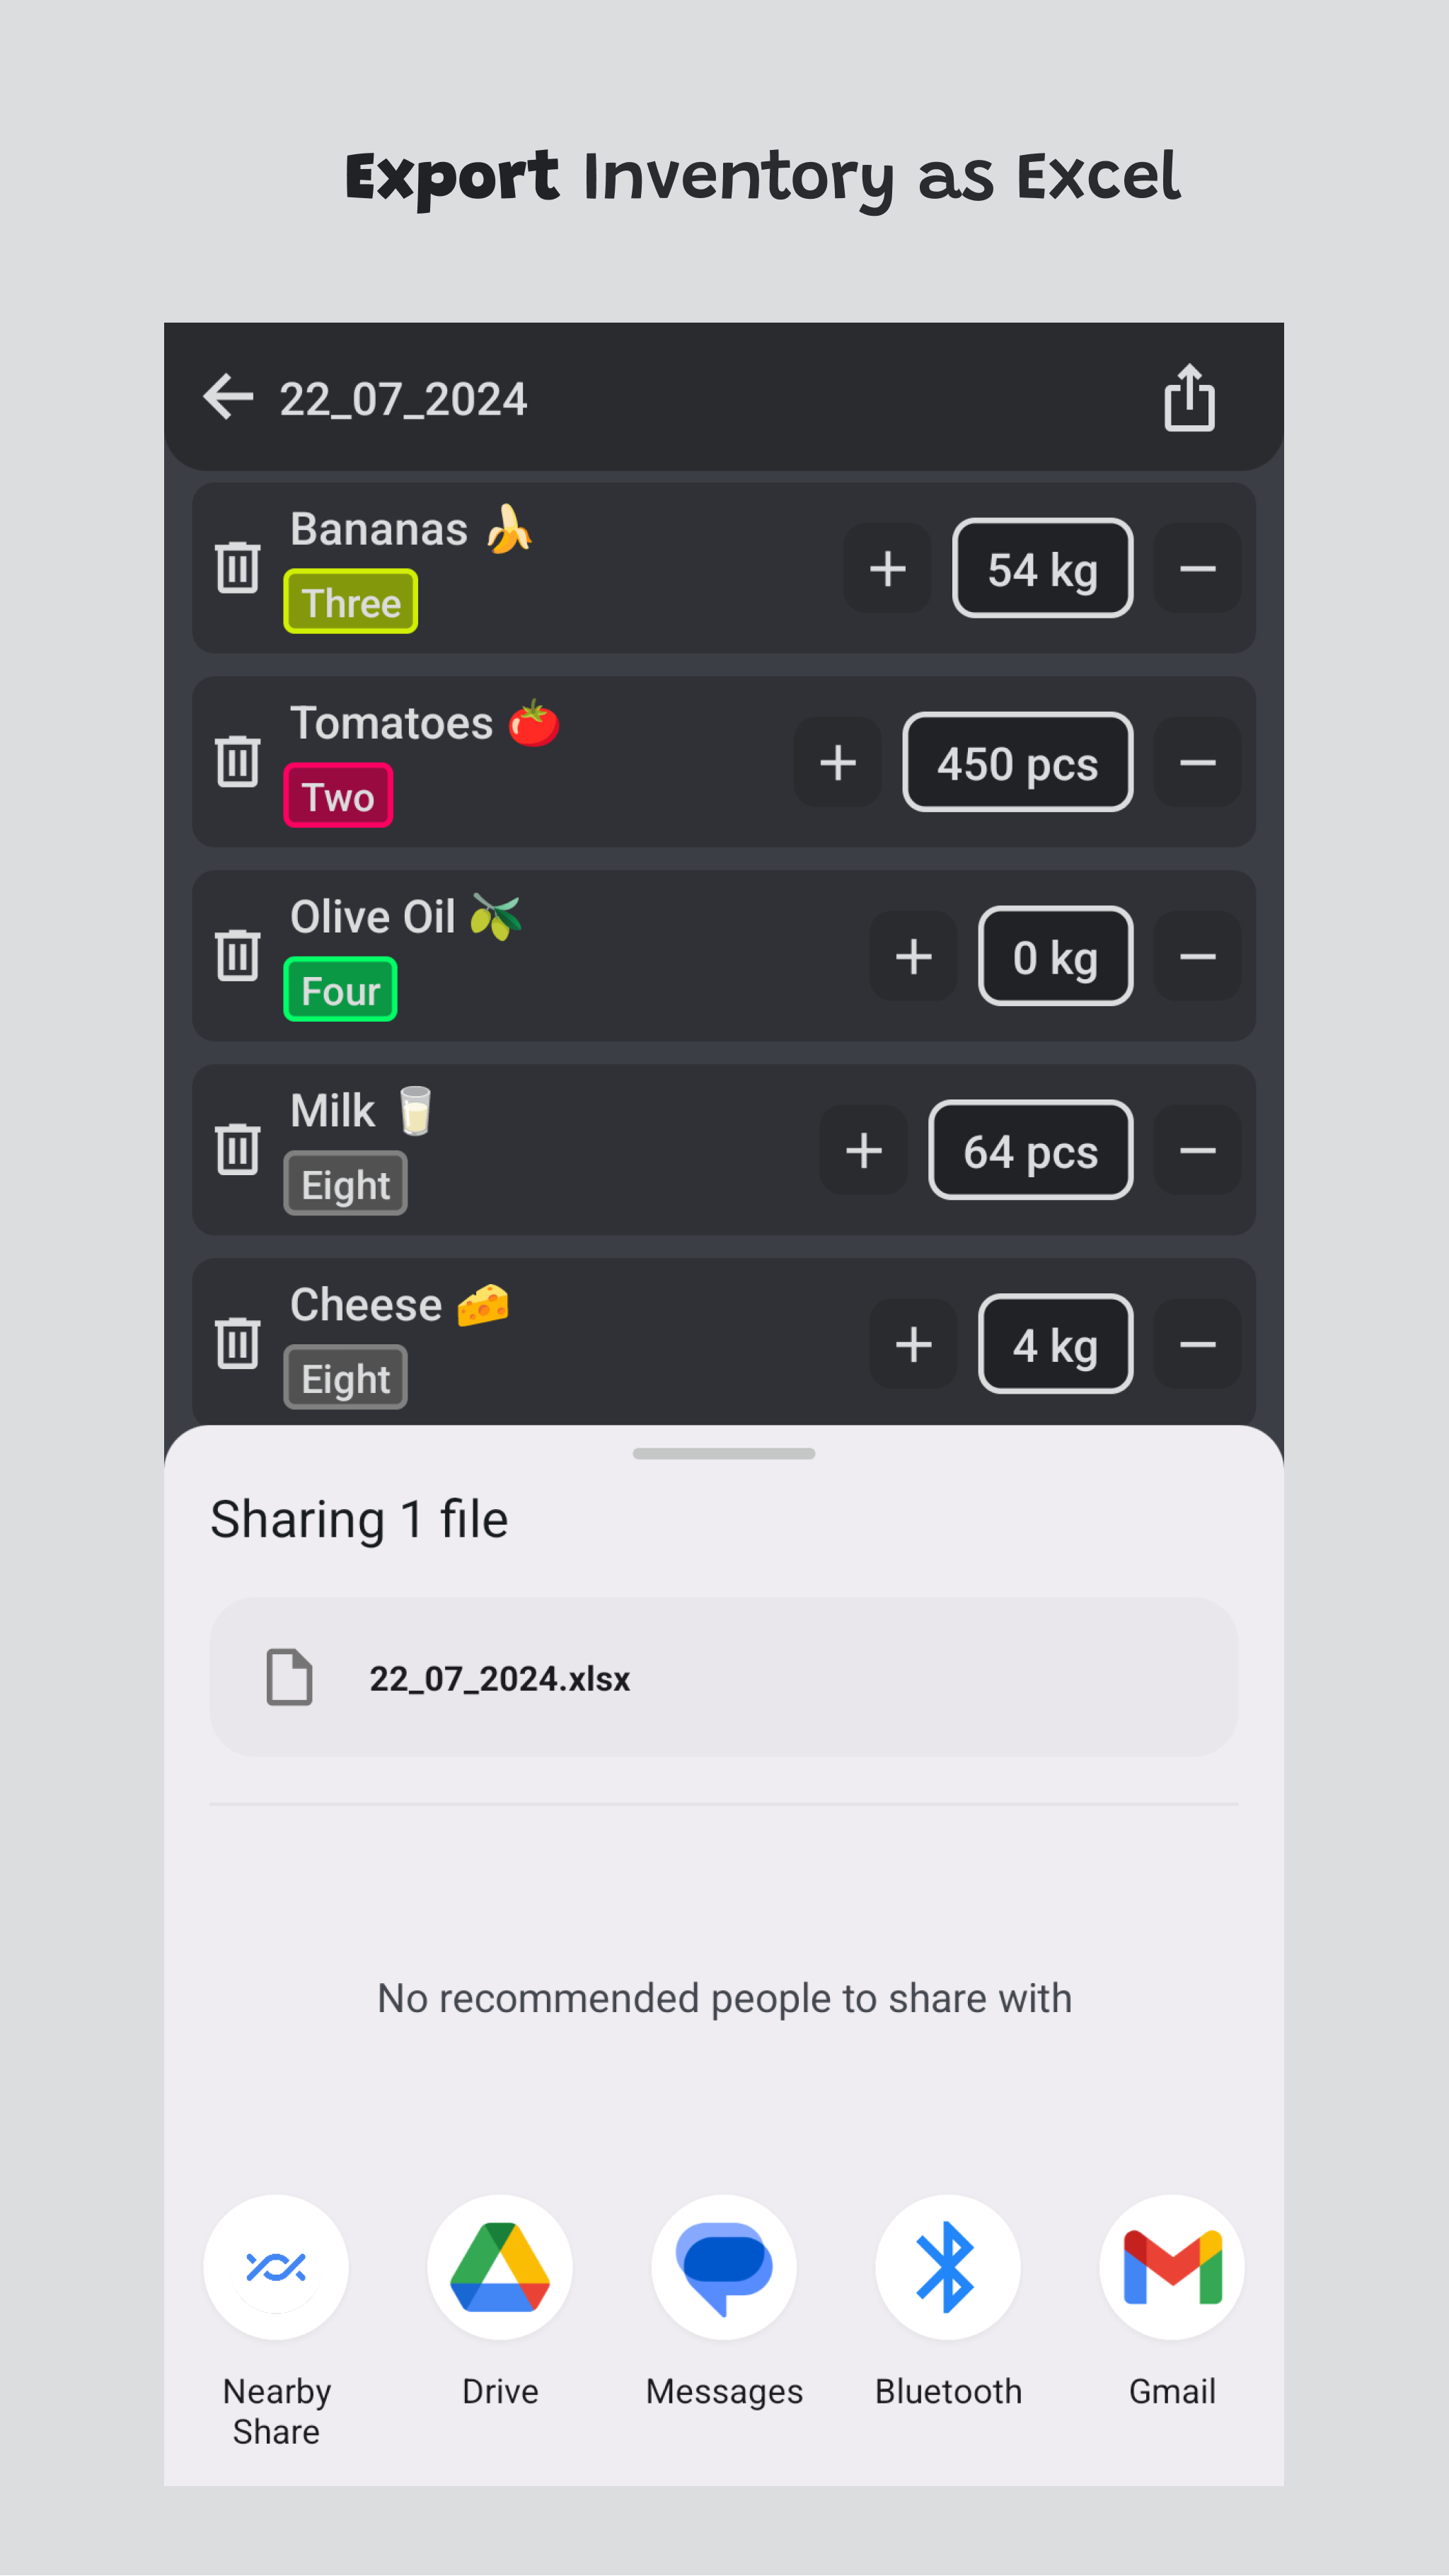 Export Inventory as Excel
22_07_2024
Bananas 🍌
Three
+ 54 kg −
Tomatoes 🍅
Two
+ 450 pcs −
Olive Oil 🫒
Four
+ 0 kg −
Milk 🥛
Eight
+ 64 pcs −
Cheese 🧀
Eight
+ 4 kg −
Sharing 1 file
22_07_2024.xlsx
No recommended people to share with
Nearby
Share
Drive
Messages
Bluetooth
Gmail